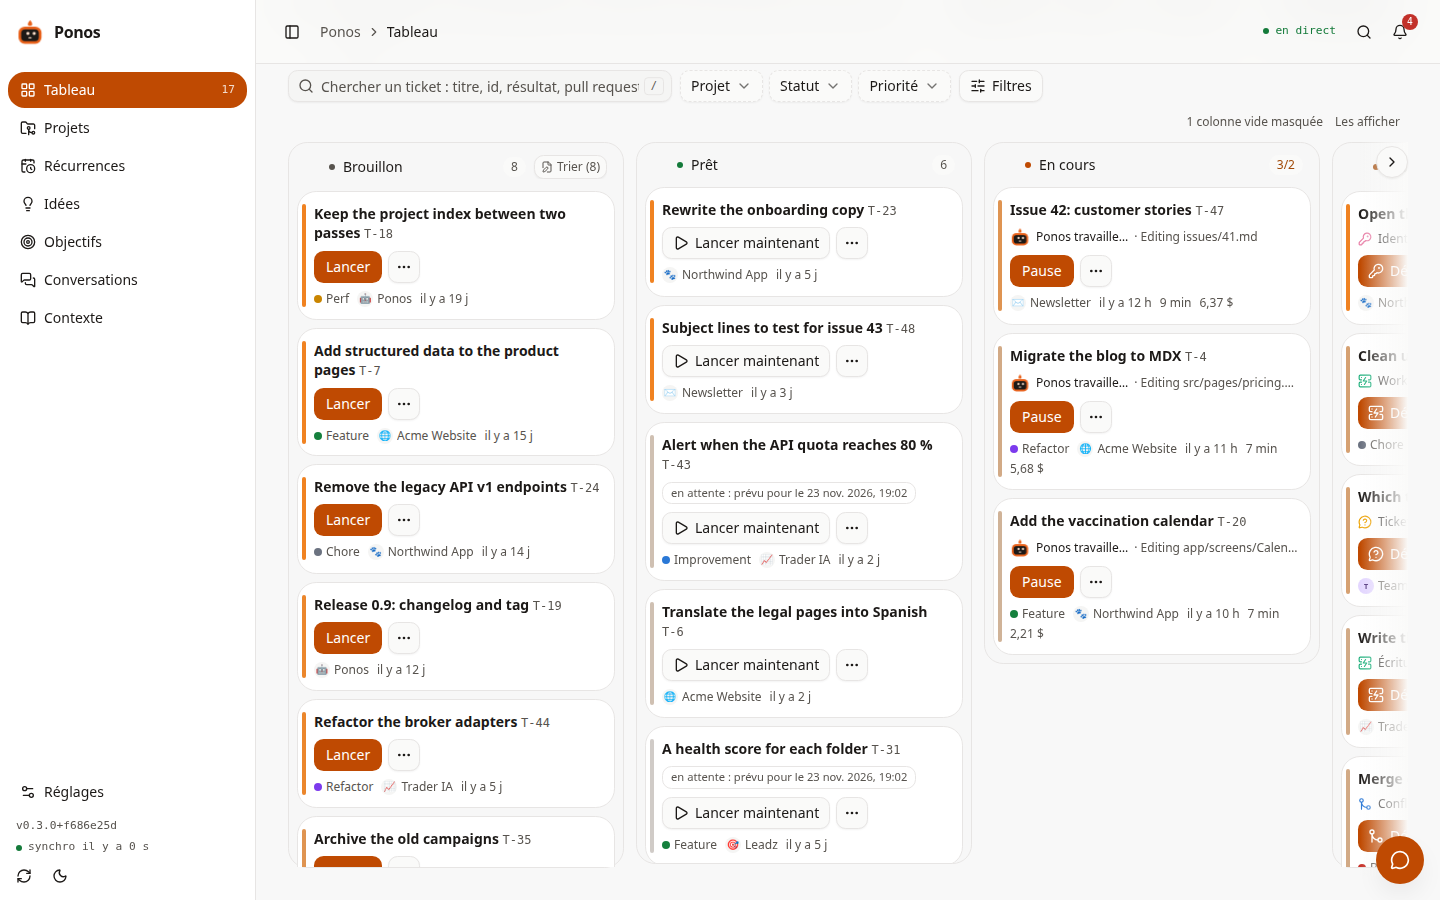 Ponos
Tableau 17
Projets
Récurrences
Idées
Objectifs
Conversations
Contexte
Réglages
v0.3.0+f686e25d
synchro il y a 0 s
Ponos > Tableau
en direct
4
Chercher un ticket : titre, id, résultat, pull request /
Projet
Statut
Priorité
Filtres
1 colonne vide masquée Les afficher
Brouillon 8 Trier (8)
Keep the project index between two
passes T-18
Lancer
Perf Ponos il y a 19 j
Add structured data to the product
pages T-7
Lancer
Feature Acme Website il y a 15 j
Remove the legacy API v1 endpoints T-24
Lancer
Chore Northwind App il y a 14 j
Release 0.9: changelog and tag T-19
Lancer
Ponos il y a 12 j
Refactor the broker adapters T-44
Lancer
Refactor Trader IA il y a 5 j
Archive the old campaigns T-35
Prêt 6
Rewrite the onboarding copy T-23
Lancer maintenant
Northwind App il y a 5 j
Subject lines to test for issue 43 T-48
Lancer maintenant
Newsletter il y a 3 j
Alert when the API quota reaches 80 %
T-43
en attente : prévu pour le 23 nov. 2026, 19:02
Lancer maintenant
Improvement Trader IA il y a 2 j
Translate the legal pages into Spanish
T-6
Lancer maintenant
Acme Website il y a 2 j
A health score for each folder T-31
en attente : prévu pour le 23 nov. 2026, 19:02
Lancer maintenant
Feature Leadz il y a 5 j
En cours 3/2
Issue 42: customer stories T-47
Ponos travaille... · Editing issues/41.md
Pause
Newsletter il y a 12 h 9 min 6,37 $
Migrate the blog to MDX T-4
Ponos travaille... · Editing src/pages/pricing....
Pause
Refactor Acme Website il y a 11 h 7 min
5,68 $
Add the vaccination calendar T-20
Ponos travaille... · Editing app/screens/Calen...
Pause
Feature Northwind App il y a 10 h 7 min
2,21 $
Open
Clean
Chore
Which
Write
Merge